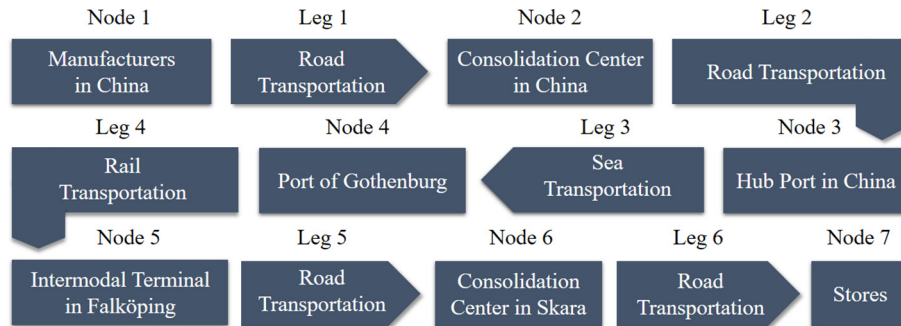 Node 1 Leg 1 Node 2 Leg 2
Manufacturers
in China
Road
Transportation
Consolidation Center
in China
Road Transportation
Leg 4 Node 4 Leg 3 Node 3
Rail
Transportation
Port of Gothenburg
Sea
Transportation
Hub Port in China
Node 5 Leg 5 Node 6 Leg 6 Node 7
Intermodal Terminal
in Falköping
Road
Transportation
Consolidation
Center in Skara
Road
Transportation
Stores